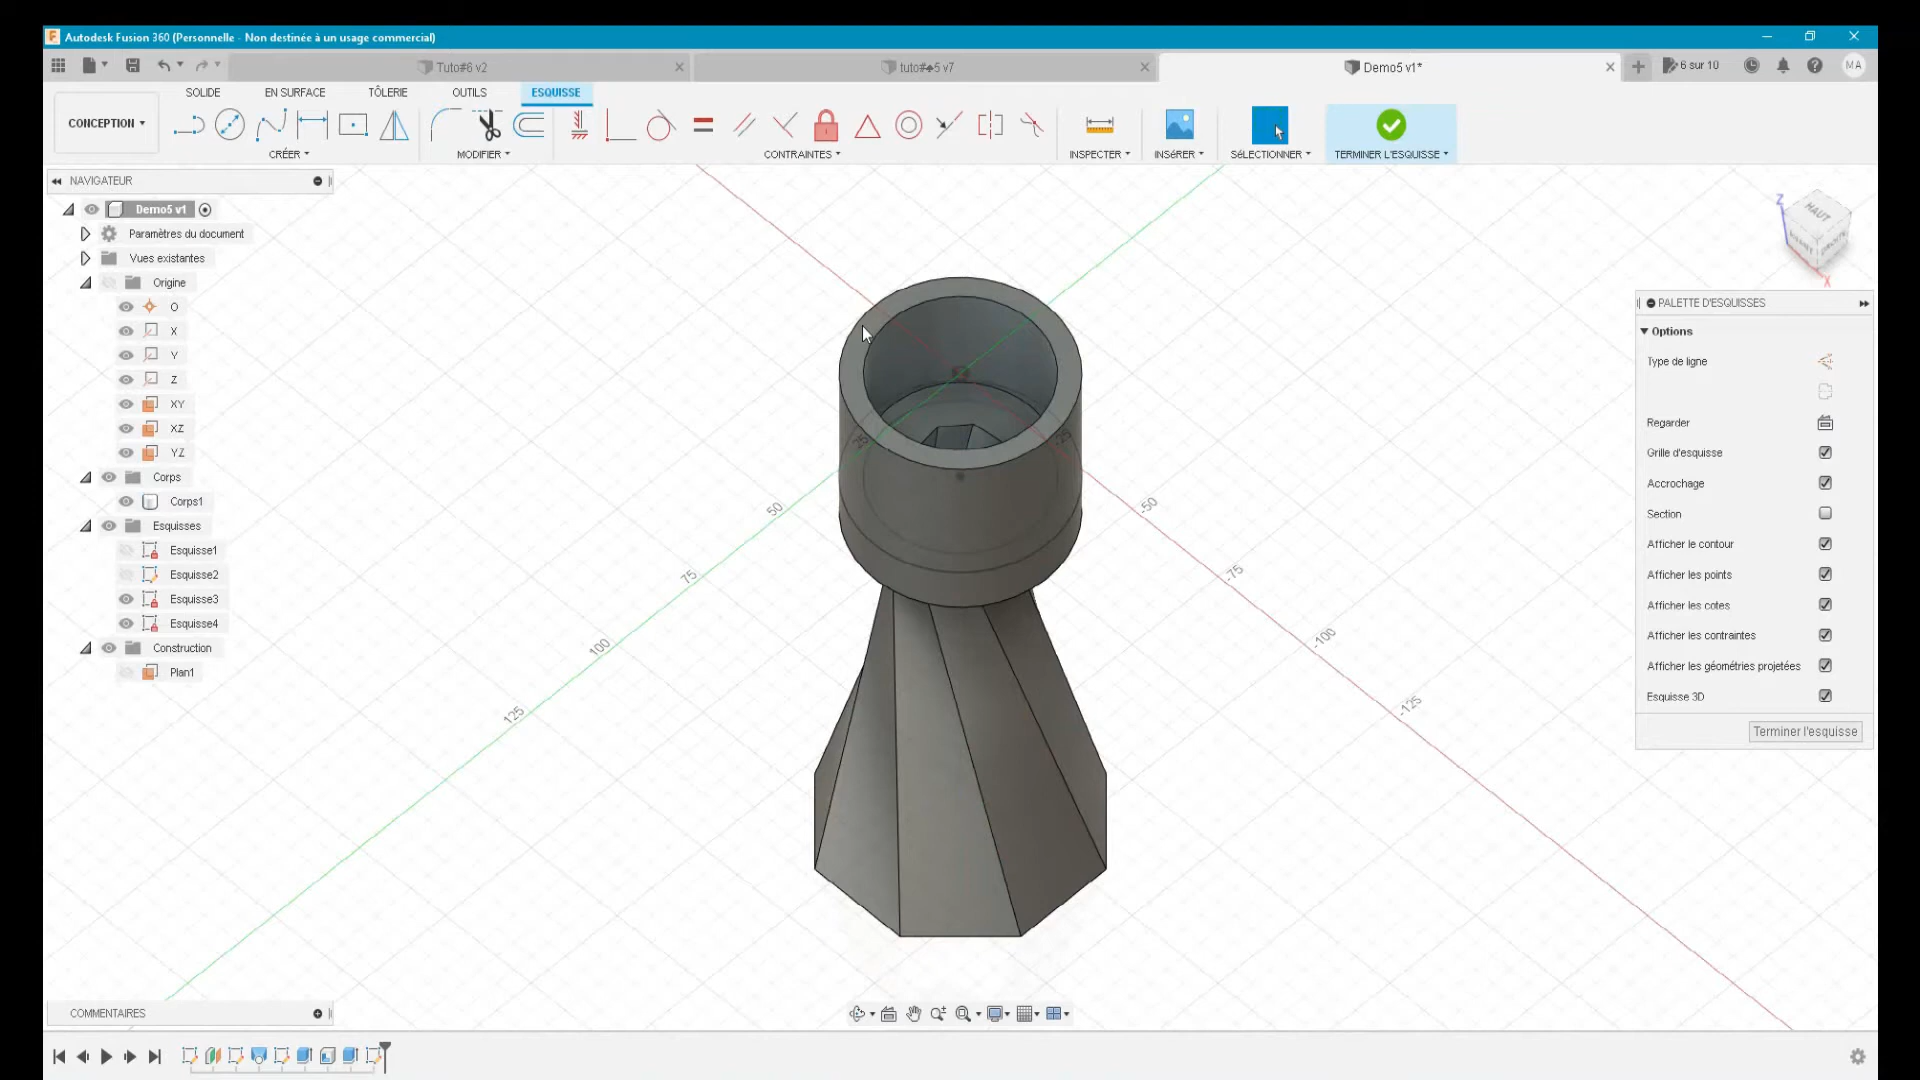 Autodesk Fusion 360 (Personnelle - Non destinée à un usage commercial)
Tuto#6 v2
tuto#♠5 v7
Demo5 v1*
6 sur 10
MA
SOLIDE
EN SURFACE
TÔLERIE
OUTILS
ESQUISSE
CONCEPTION
CRÉER
MODIFIER
CONTRAINTES
INSPECTER
INSÉRER
SÉLECTIONNER
TERMINER L'ESQUISSE
NAVIGATEUR
Demo5 v1
Paramètres du document
Vues existantes
Origine
O
X
Y
Z
XY
XZ
YZ
Corps
Corps1
Esquisses
Esquisse1
Esquisse2
Esquisse3
Esquisse4
Construction
Plan1
25
50
75
100
125
-25
-50
-75
-100
-125
HAUT
Z
X
PALETTE D'ESQUISSES
Options
Type de ligne
Regarder
Grille d'esquisse
Accrochage
Section
Afficher le contour
Afficher les points
Afficher les cotes
Afficher les contraintes
Afficher les géométries projetées
Esquisse 3D
Terminer l'esquisse
COMMENTAIRES